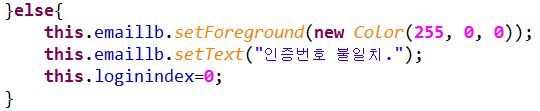 }else{
this.emaillb.setForeground(new Color(255, 0, 0));
this.emaillb.setText("인증번호 불일치.");
this.loginindex=0;
}